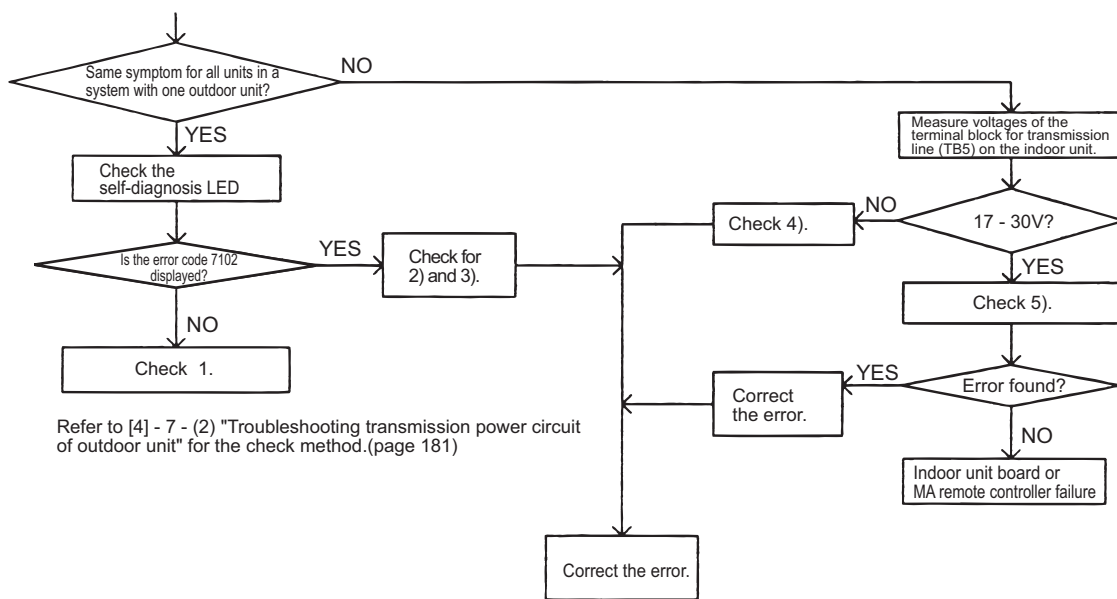 Same symptom for all units in a
system with one outdoor unit?
NO
YES
Check the
self-diagnosis LED
Is the error code 7102
displayed?
YES
Check for
2) and 3).
NO
Check 1.
Refer to [4] - 7 - (2) "Troubleshooting transmission power circuit
of outdoor unit" for the check method.(page 181)
Measure voltages of the
terminal block for transmission
line (TB5) on the indoor unit.
17 - 30V?
NO
Check 4).
YES
Check 5).
Error found?
YES
Correct
the error.
NO
Indoor unit board or
MA remote controller failure
Correct the error.